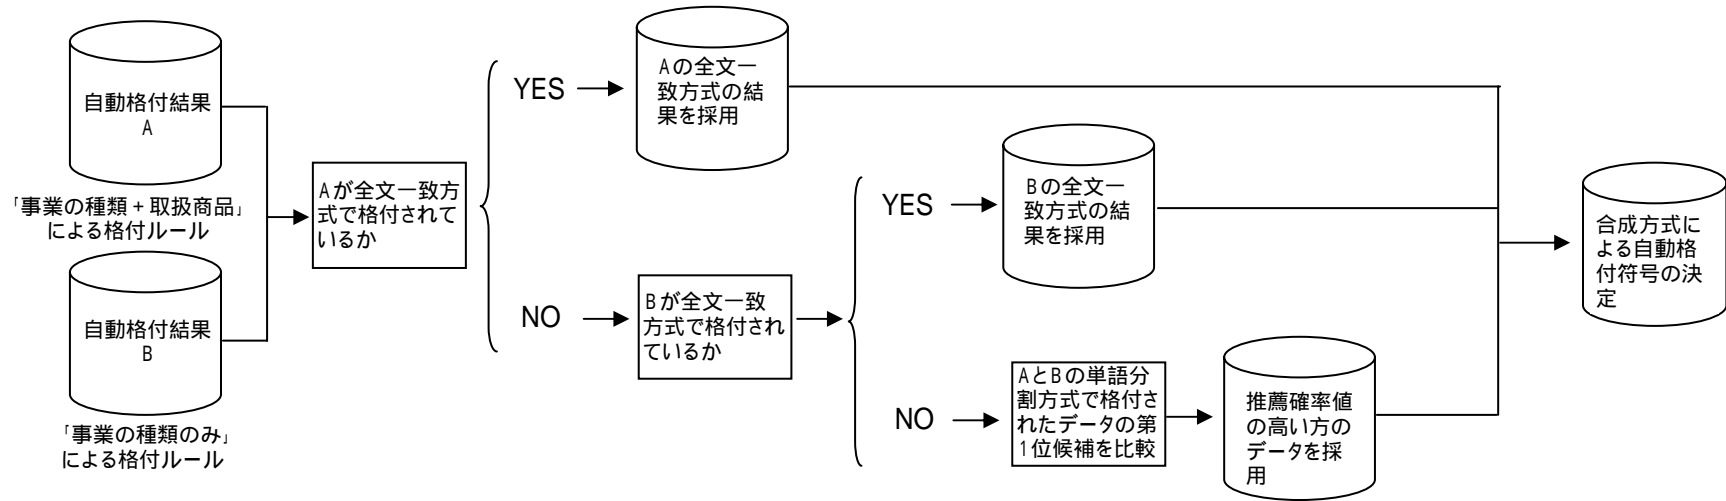 自動格付結果
A
「事業の種類+取扱商品」
による格付ルール
自動格付結果
B
「事業の種類のみ」
による格付ルール
Aが全文一致方
式で格付されて
いるか
YES
Aの全文一
致方式の結
果を採用
NO
Bが全文一致
方式で格付され
ているか
YES
Bの全文一
致方式の結
果を採用
NO
AとBの単語分
割方式で格付さ
れたデータの第
1位候補を比較
推薦確率値
の高い方の
データを採
用
合成方式に
よる自動格
付符号の決
定